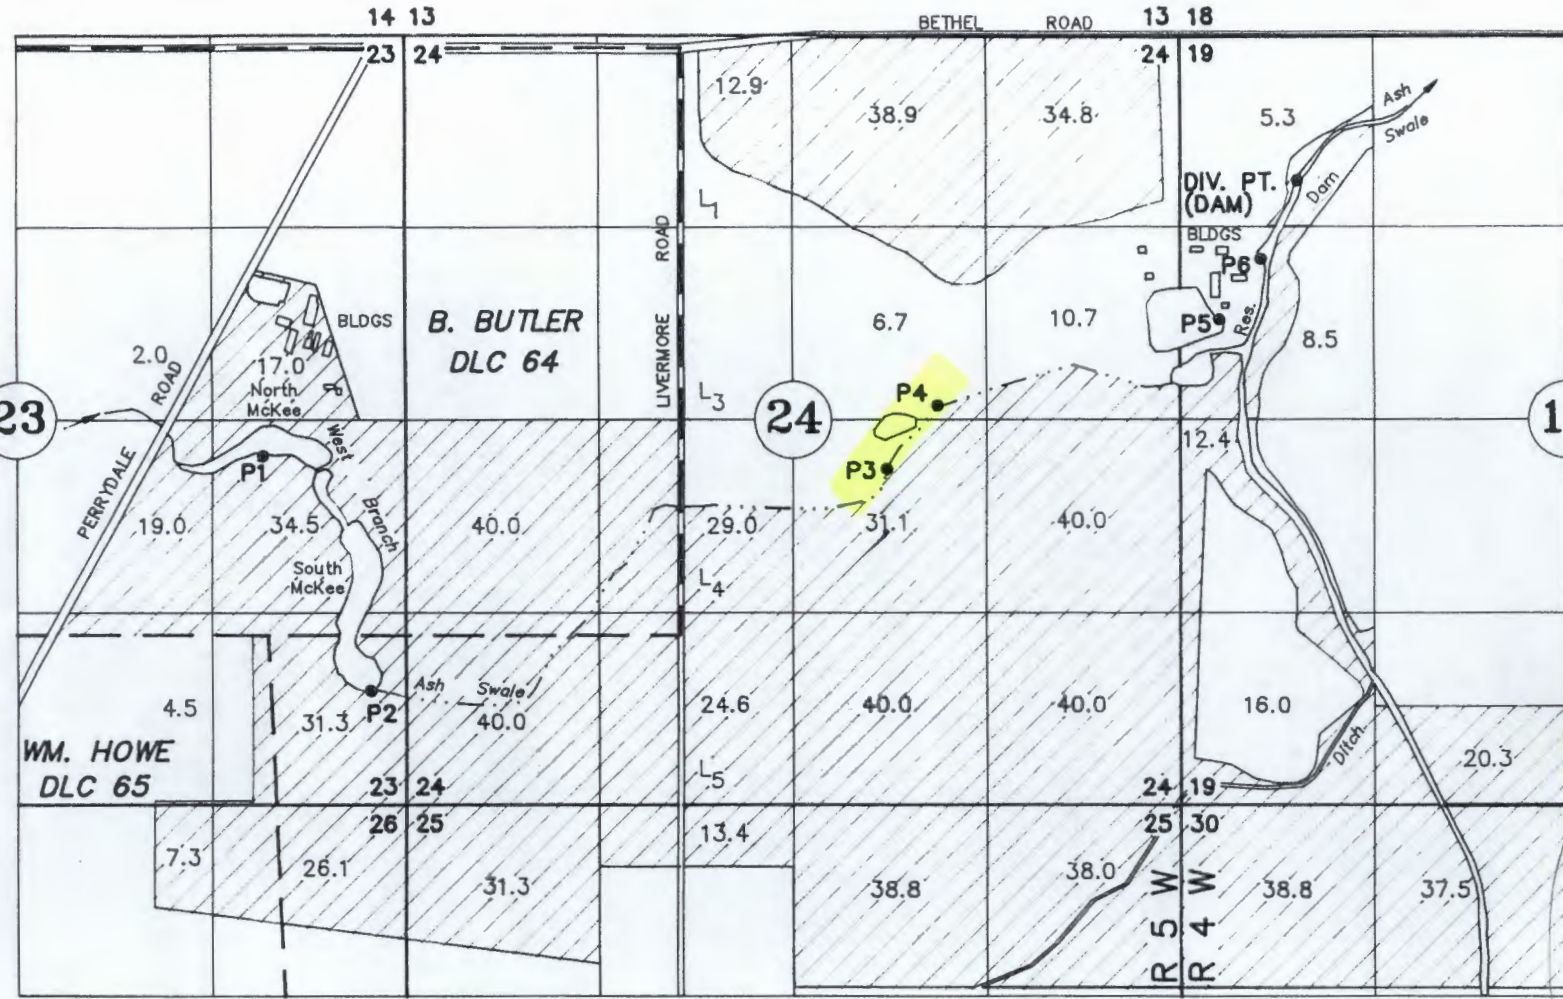 14 13
BETHEL ROAD
13 18
23 24
24 19
12.9
38.9
34.8
5.3
Ash
Swale
DIV. PT.
(DAM)
Dam
L1
BLDGS
P6
LIVERMORE ROAD
BLDGS
B. BUTLER
DLC 64
6.7
10.7
P5
Res.
8.5
2.0
PERRYDALE ROAD
17.0
North
McKee
L3
P4
23
24
1
West
Branch
P1
P3
12.4
19.0
34.5
40.0
29.0
31.1
40.0
South
McKee
L4
4.5
31.3
P2
Ash Swale
40.0
24.6
40.0
40.0
16.0
Ditch
20.3
WM. HOWE
DLC 65
L5
23 24
24 19
26 25
25 30
13.4
7.3
26.1
31.3
38.8
38.0
38.8
37.5
R 5 W
R 4 W